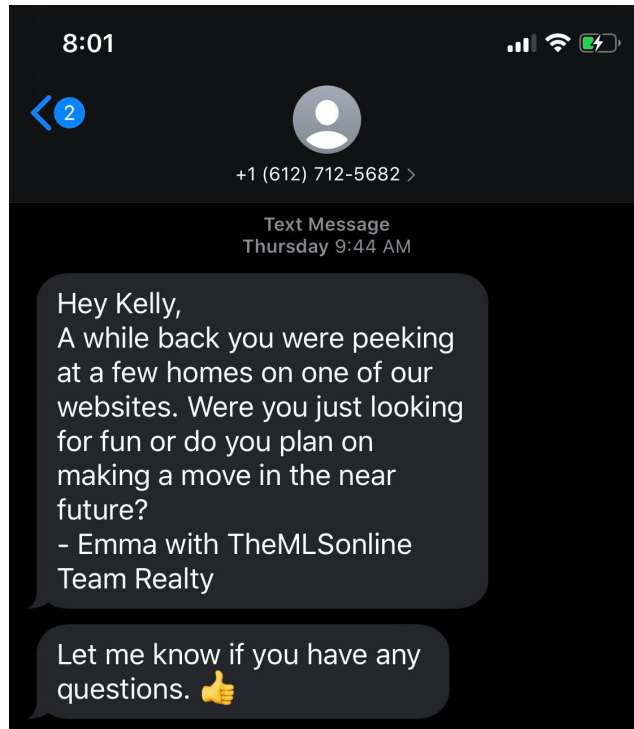 8:01
2
+1 (612) 712-5682 >
Text Message
Thursday 9:44 AM
Hey Kelly,
A while back you were peeking
at a few homes on one of our
websites. Were you just looking
for fun or do you plan on
making a move in the near
future?
- Emma with TheMLSonline
Team Realty
Let me know if you have any
questions. 👍